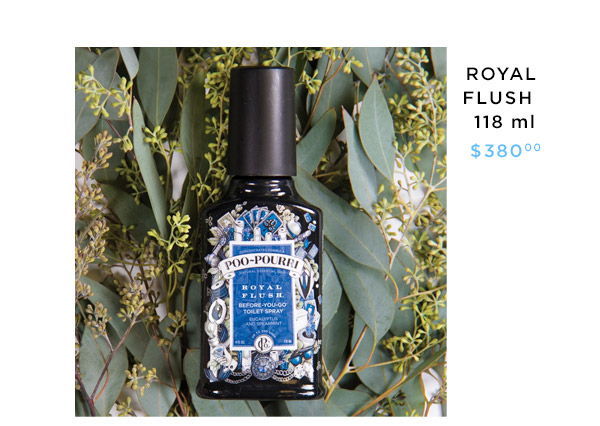 ROYAL
FLUSH
118 ml
$380⁰⁰
POO-POURRI
ROYAL
FLUSH
BEFORE-YOU-GO
TOILET SPRAY
EUCALYPTUS
AND SPEARMINT